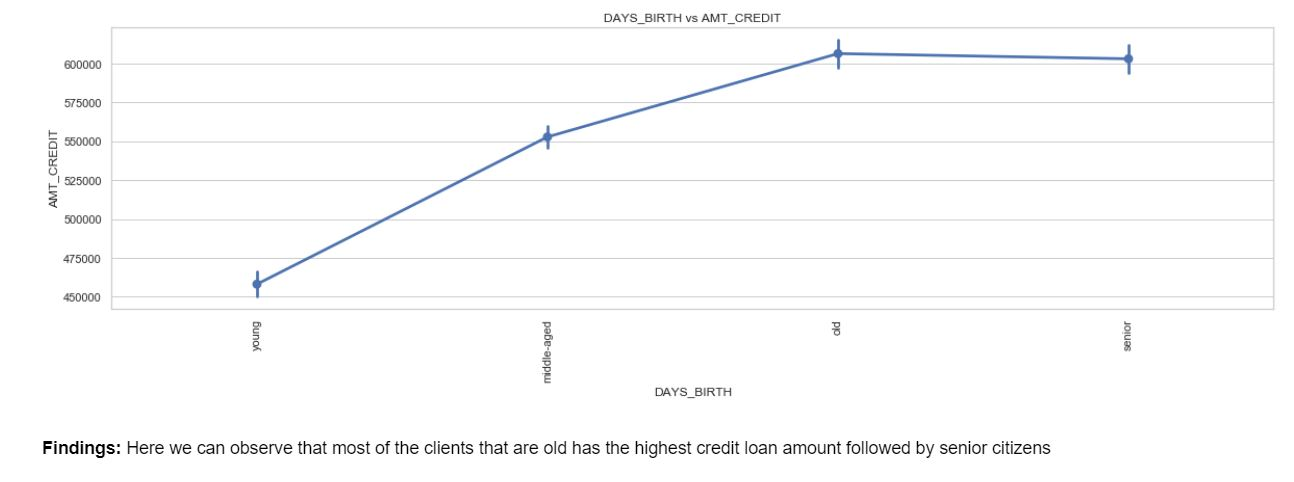 DAYS_BIRTH vs AMT_CREDIT
600000
575000
550000
525000
500000
475000
450000
AMT_CREDIT
young
middle-aged
old
senior
DAYS_BIRTH
Findings: Here we can observe that most of the clients that are old has the highest credit loan amount followed by senior citizens